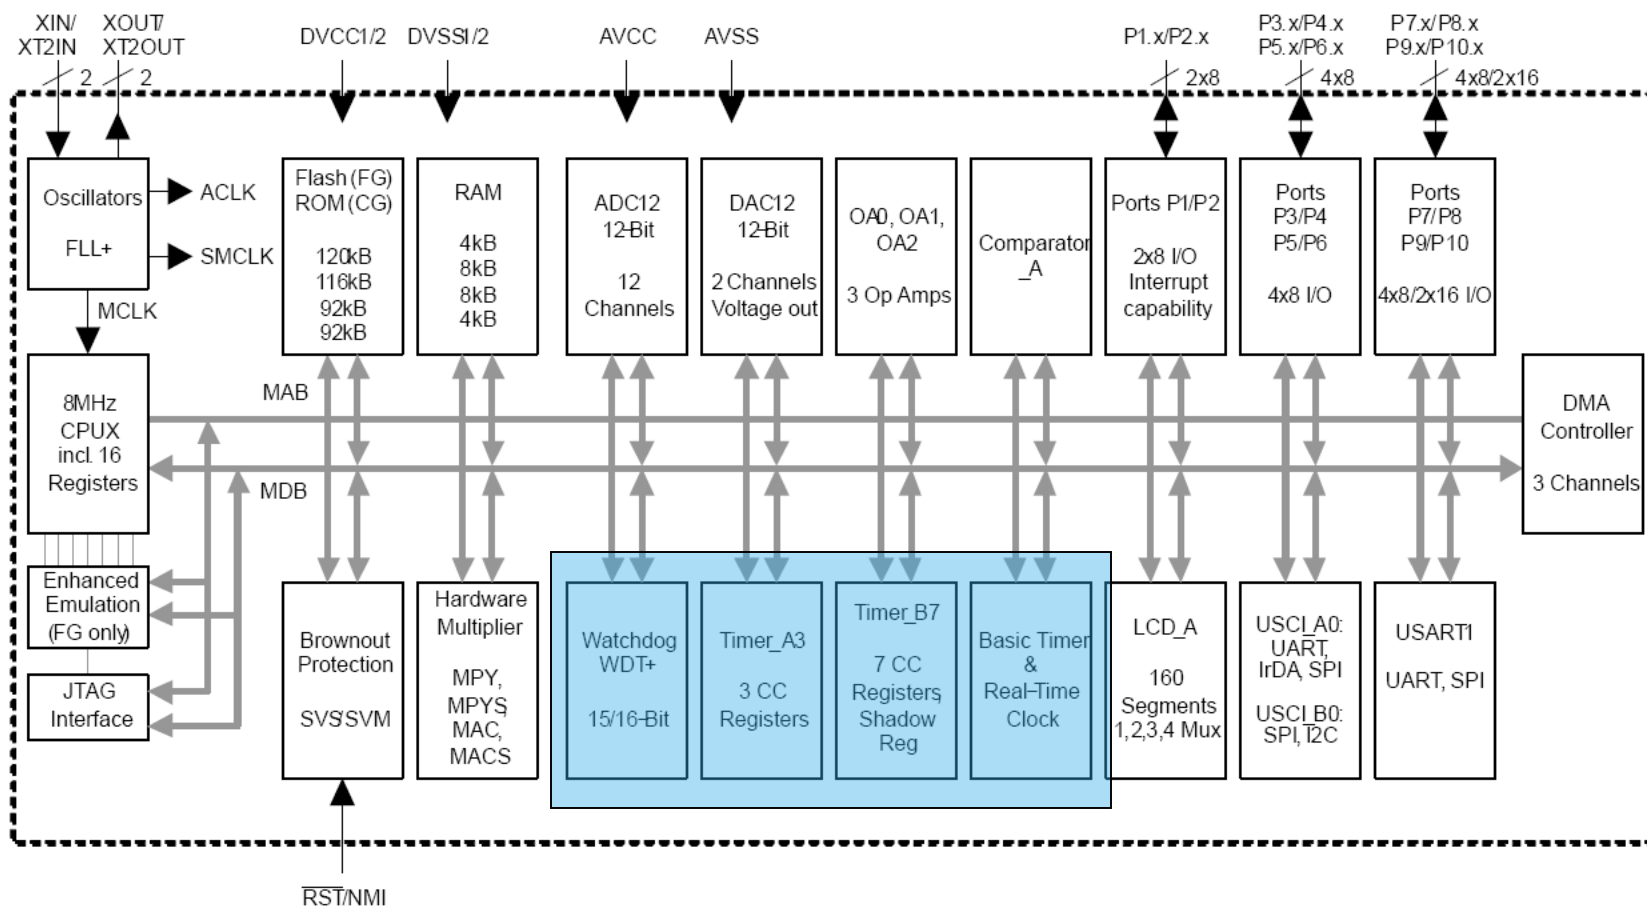 XIN/
XT2IN
2
XOUT/
XT2OUT
2
DVCC1/2
DVSS1/2
AVCC
AVSS
P1.x/P2.x
2x8
P3.x/P4.x
P5.x/P6.x
4x8
P7.x/P8.x
P9.x/P10.x
4x8/2x16
Oscillators
FLL+
ACLK
SMCLK
MCLK
Flash (FG)
ROM (CG)
120kB
116kB
92kB
92kB
RAM
4kB
8kB
8kB
4kB
ADC12
12-Bit
12
Channels
DAC12
12-Bit
2 Channels
Voltage out
OA0, OA1,
OA2
3 Op Amps
Comparator
_A
Ports P1/P2
2x8 I/O
Interrupt
capability
Ports
P3/P4
P5/P6
4x8 I/O
Ports
P7/P8
P9/P10
4x8/2x16 I/O
8MHz
CPUX
incl. 16
Registers
MAB
MDB
DMA
Controller
3 Channels
Enhanced
Emulation
(FG only)
JTAG
Interface
Brownout
Protection
SVS/SVM
Hardware
Multiplier
MPY,
MPYS,
MAC,
MACS
Watchdog
WDT+
15/16-Bit
Timer_A3
3 CC
Registers
Timer_B7
7 CC
Registers,
Shadow
Reg
Basic Timer
&
Real-Time
Clock
LCD_A
160
Segments
1,2,3,4 Mux
USCI_A0:
UART,
IrDA, SPI
USCI_B0:
SPI, I2C
USART1
UART, SPI
RST/NMI